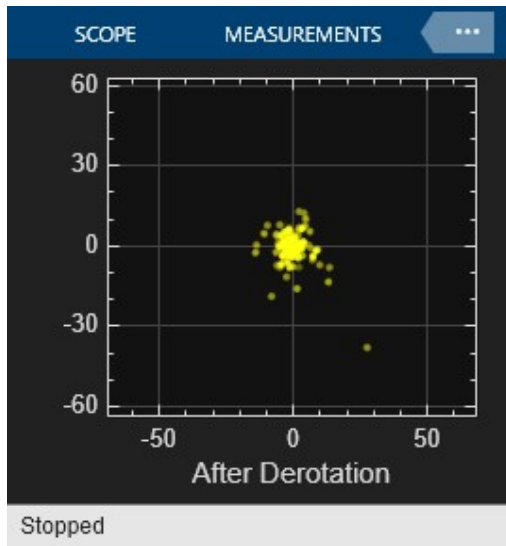 SCOPE MEASUREMENTS ...
60
30
0
-30
-60
-50 0 50
After Derotation
Stopped